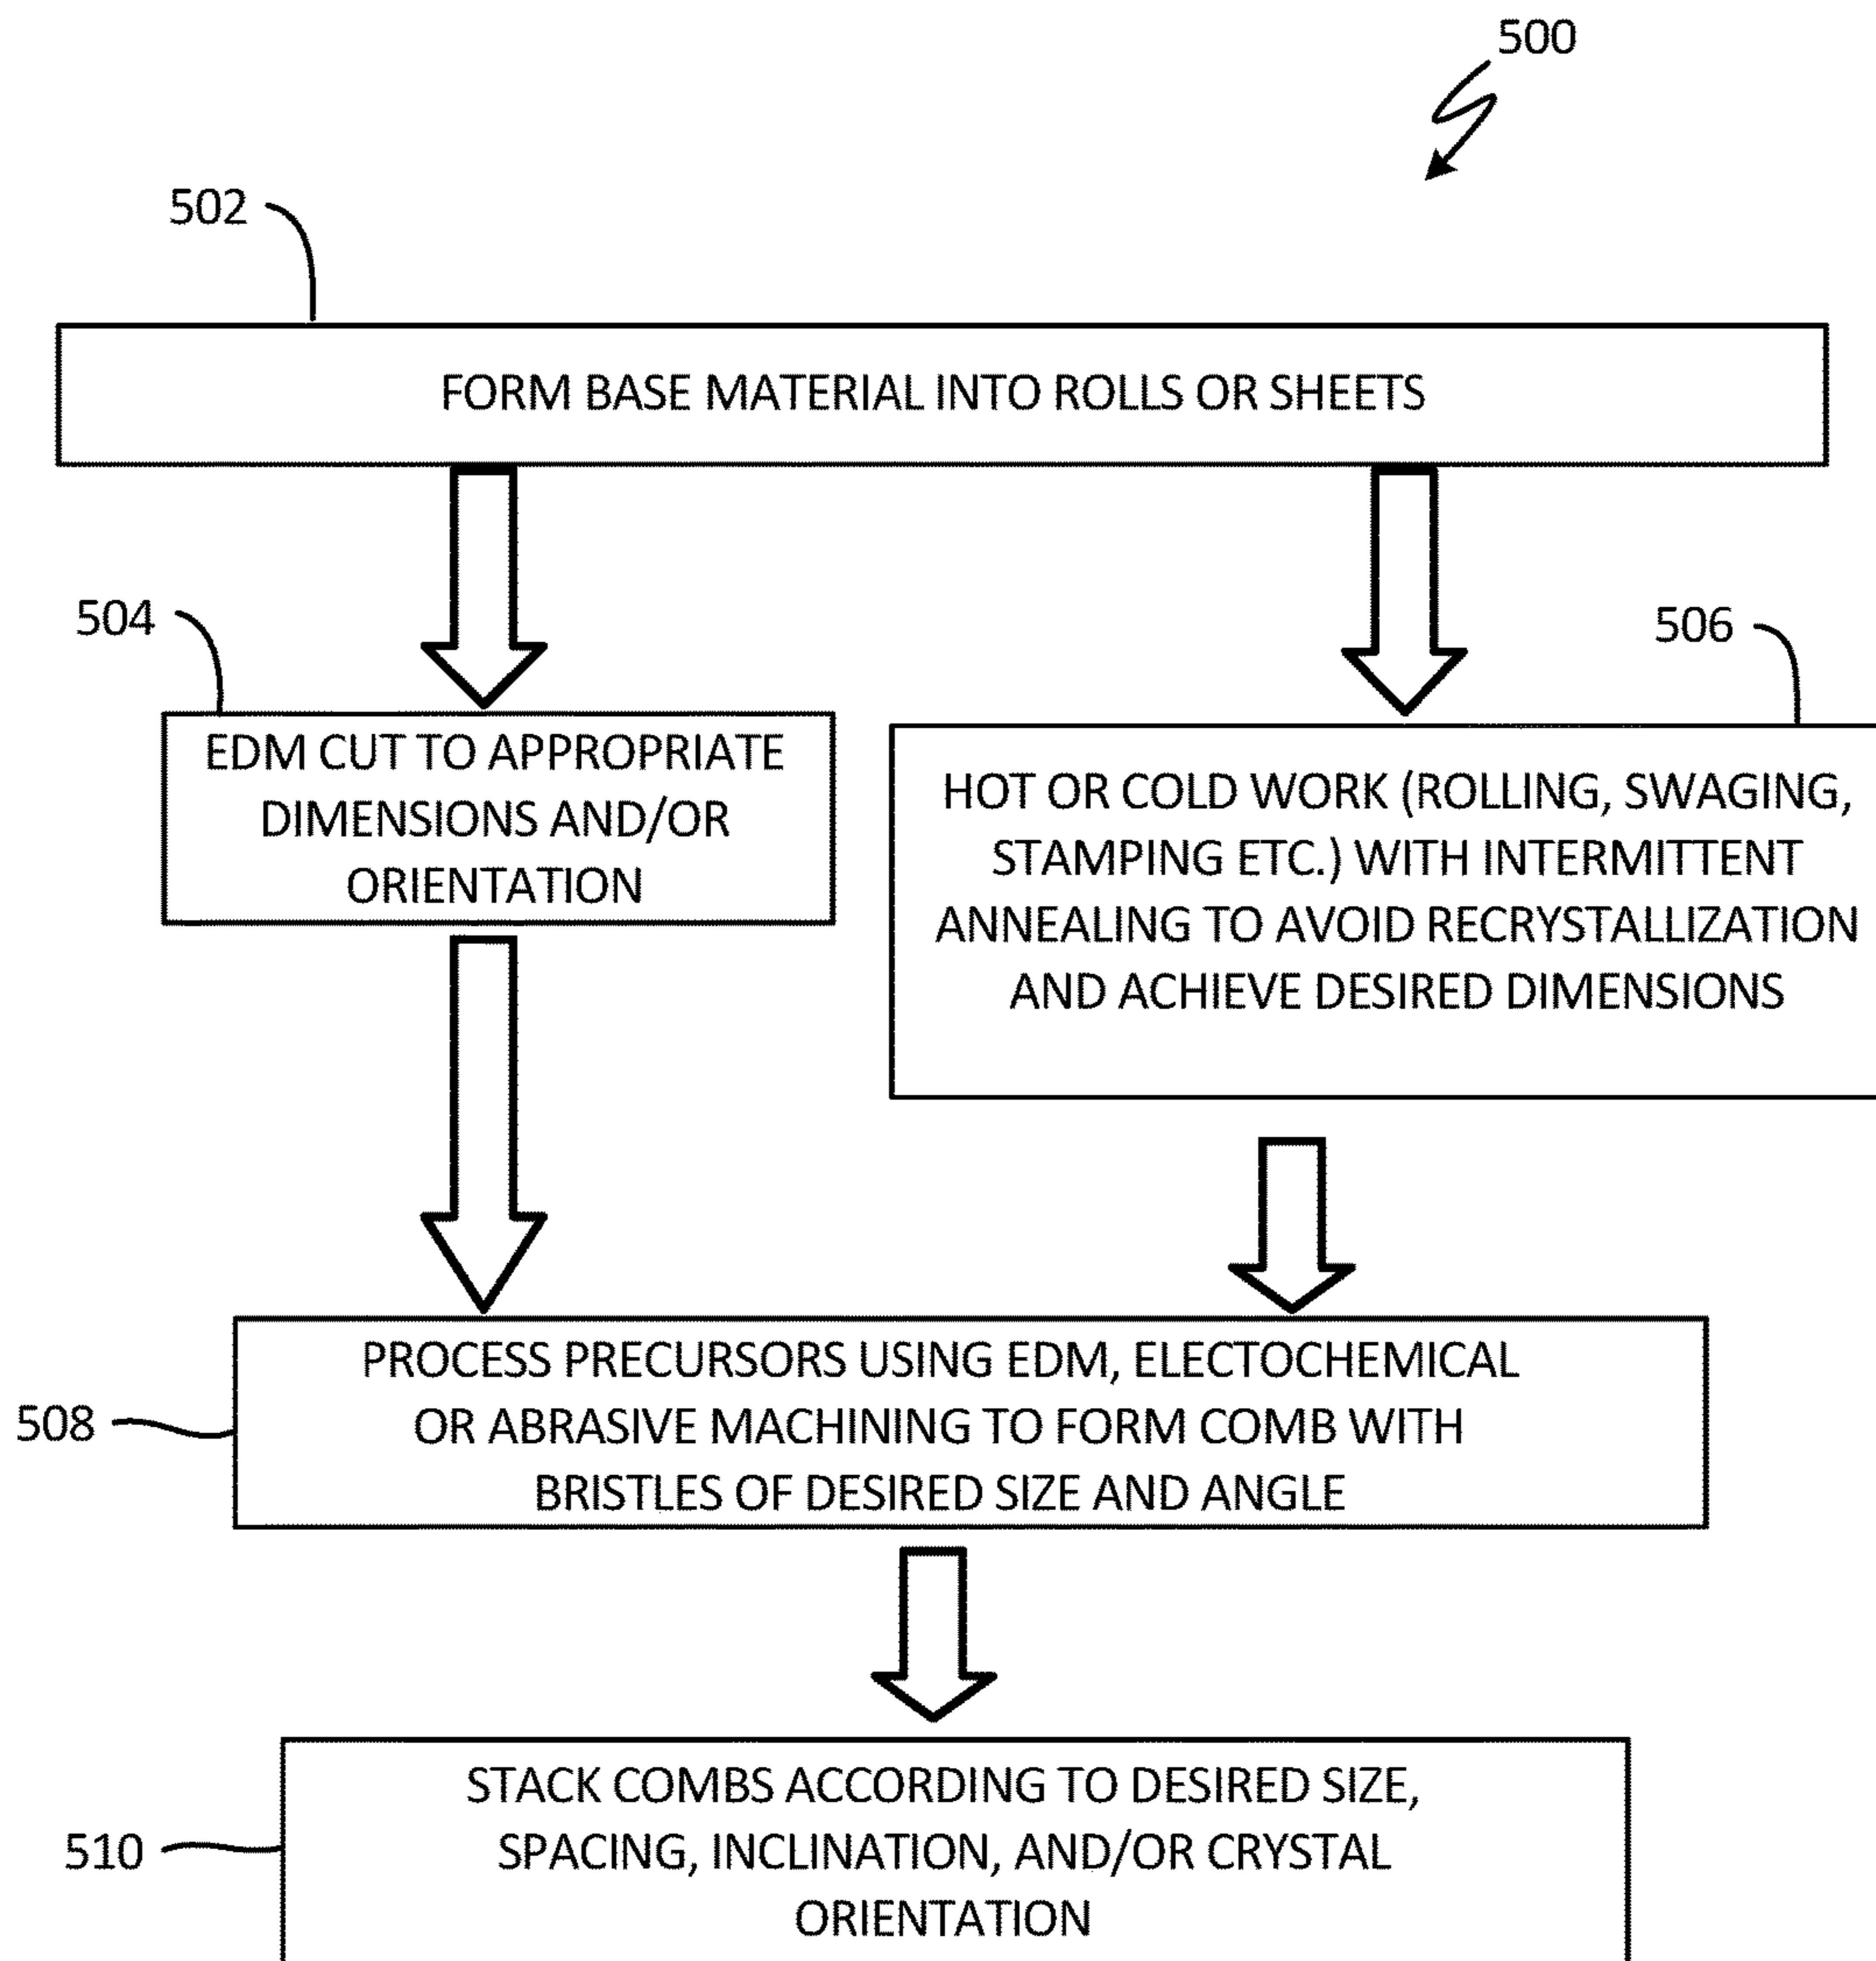 500
502
FORM BASE MATERIAL INTO ROLLS OR SHEETS
504
EDM CUT TO APPROPRIATE
DIMENSIONS AND/OR
ORIENTATION
506
HOT OR COLD WORK (ROLLING, SWAGING,
STAMPING ETC.) WITH INTERMITTENT
ANNEALING TO AVOID RECRYSTALLIZATION
AND ACHIEVE DESIRED DIMENSIONS
508
PROCESS PRECURSORS USING EDM, ELECTOCHEMICAL
OR ABRASIVE MACHINING TO FORM COMB WITH
BRISTLES OF DESIRED SIZE AND ANGLE
510
STACK COMBS ACCORDING TO DESIRED SIZE,
SPACING, INCLINATION, AND/OR CRYSTAL
ORIENTATION